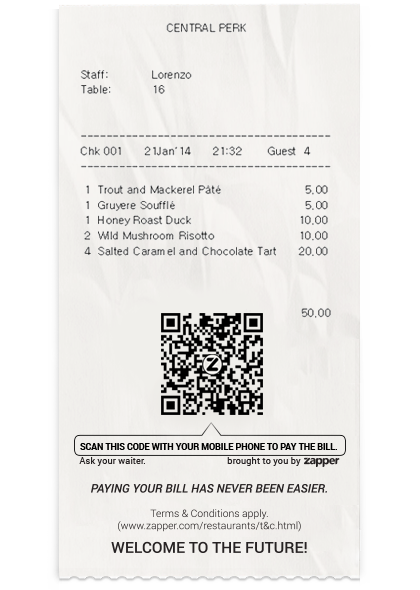 CENTRAL PERK
Staff: Lorenzo
Table: 16
Chk 001 21Jan'14 21:32 Guest 4
1 Trout and Mackerel Pâté 5.00
1 Gruyere Soufflé 5.00
1 Honey Roast Duck 10.00
2 Wild Mushroom Risotto 10.00
4 Salted Caramel and Chocolate Tart 20.00
50.00
Z
SCAN THIS CODE WITH YOUR MOBILE PHONE TO PAY THE BILL.
Ask your waiter. brought to you by zapper
PAYING YOUR BILL HAS NEVER BEEN EASIER.
Terms & Conditions apply.
(www.zapper.com/restaurants/t&c.html)
WELCOME TO THE FUTURE!